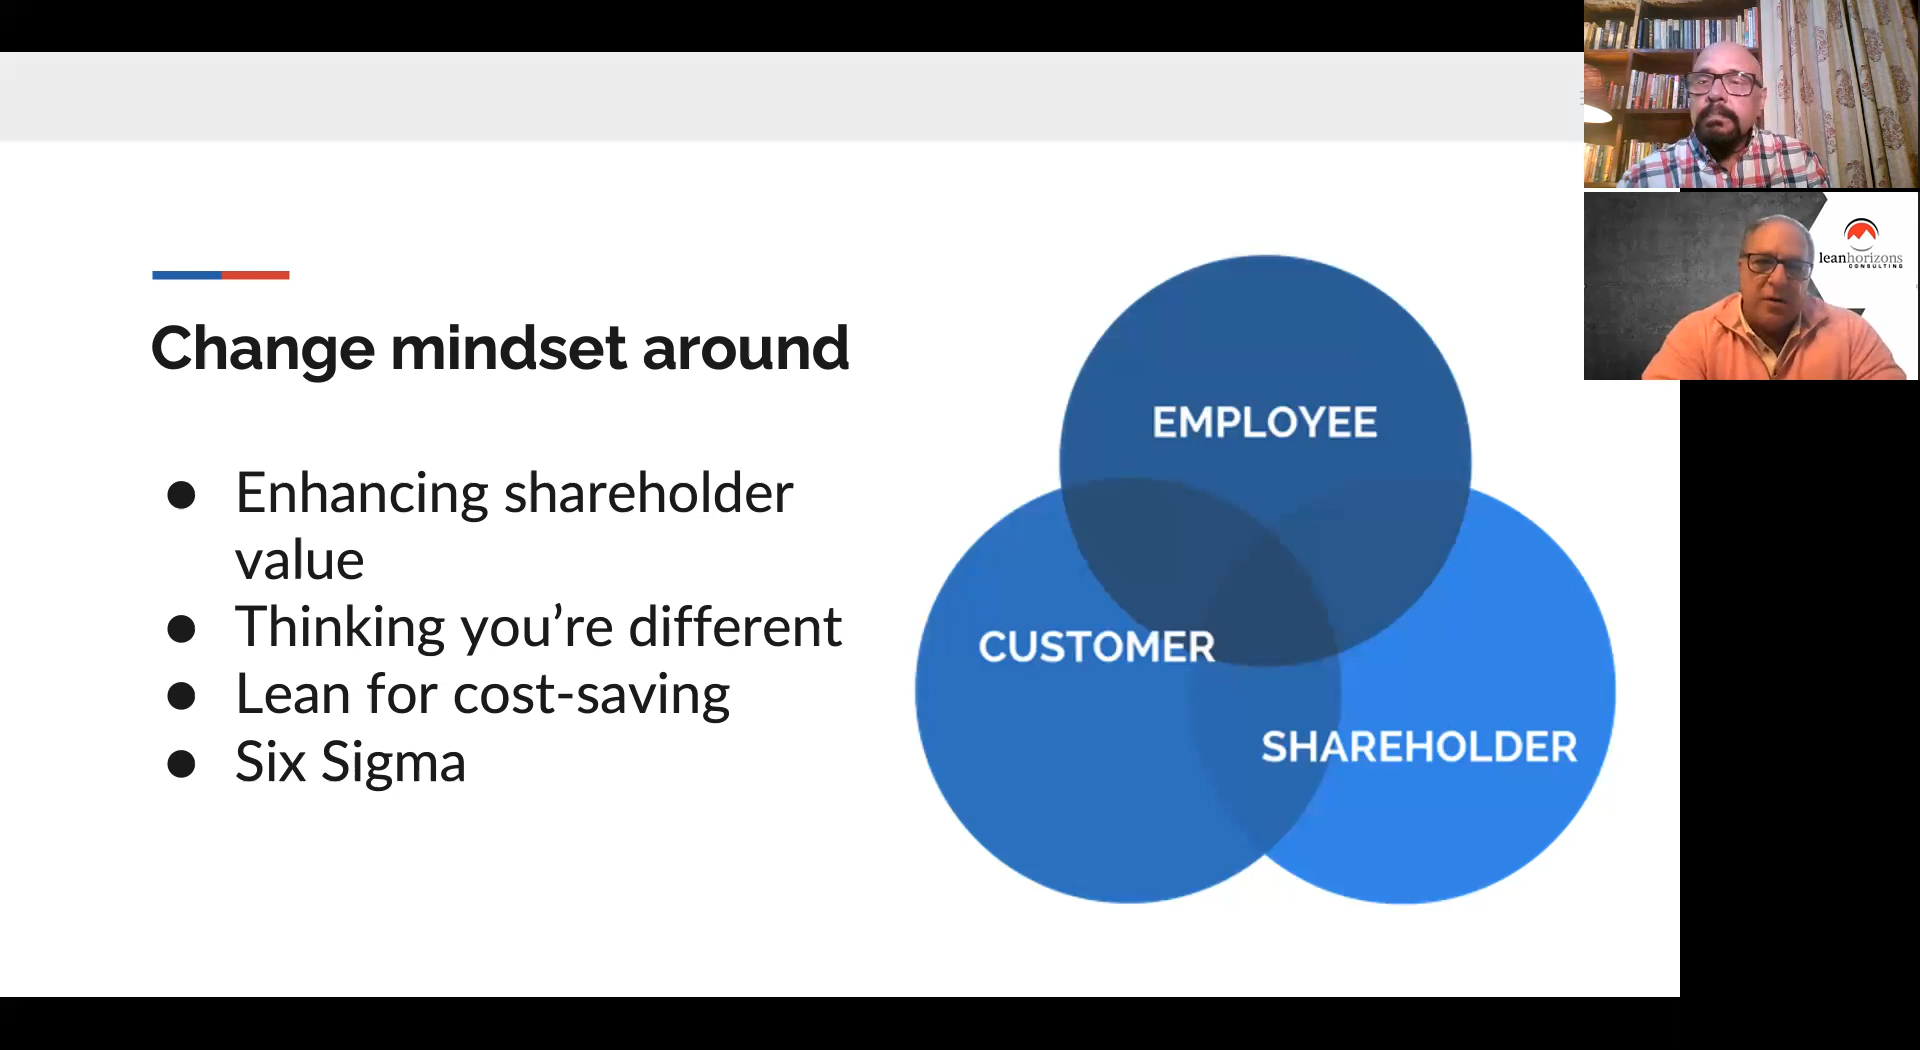 Change mindset around
● Enhancing shareholder
value
● Thinking you’re different
● Lean for cost-saving
● Six Sigma
EMPLOYEE
CUSTOMER
SHAREHOLDER
leanhorizons
CONSULTING